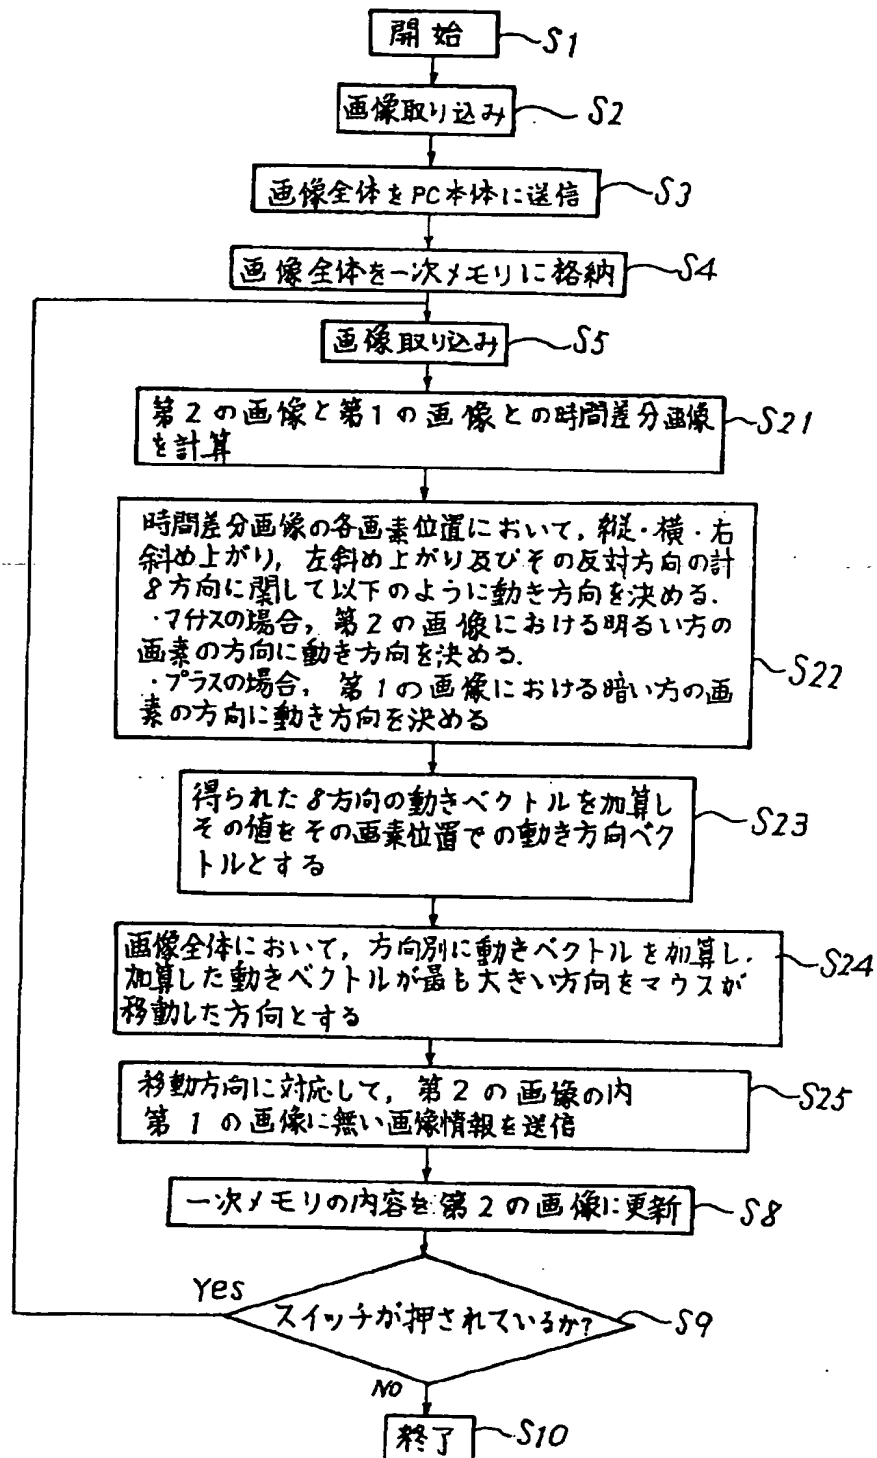 開始
S1
画像取り込み
S2
画像全体をPC本体に送信
S3
画像全体を一次メモリに格納
S4
画像取り込み
S5
第2の画像と第1の画像との時間差分画像
を計算
S21
時間差分画像の各画素位置において，縦・横・右
斜め上がり，左斜め上がり及びその反対方向の計
8方向に関して以下のように動き方向を決める.
・マイナスの場合，第2の画像における明るい方の
画素の方向に動き方向を決める.
・プラスの場合，第1の画像における暗い方の画
素の方向に動き方向を決める
S22
得られた8方向の動きベクトルを加算し
その値をその画素位置での動き方向ベク
トルとする
S23
画像全体において，方向別に動きベクトルを加算し.
加算した動きベクトルが最も大きい方向をマウスが
移動した方向とする
S24
移動方向に対応して，第2の画像の内
第1の画像に無い画像情報を送信
S25
一次メモリの内容を第2の画像に更新
S8
Yes
スイッチが押されているか?
S9
NO
終了
S10